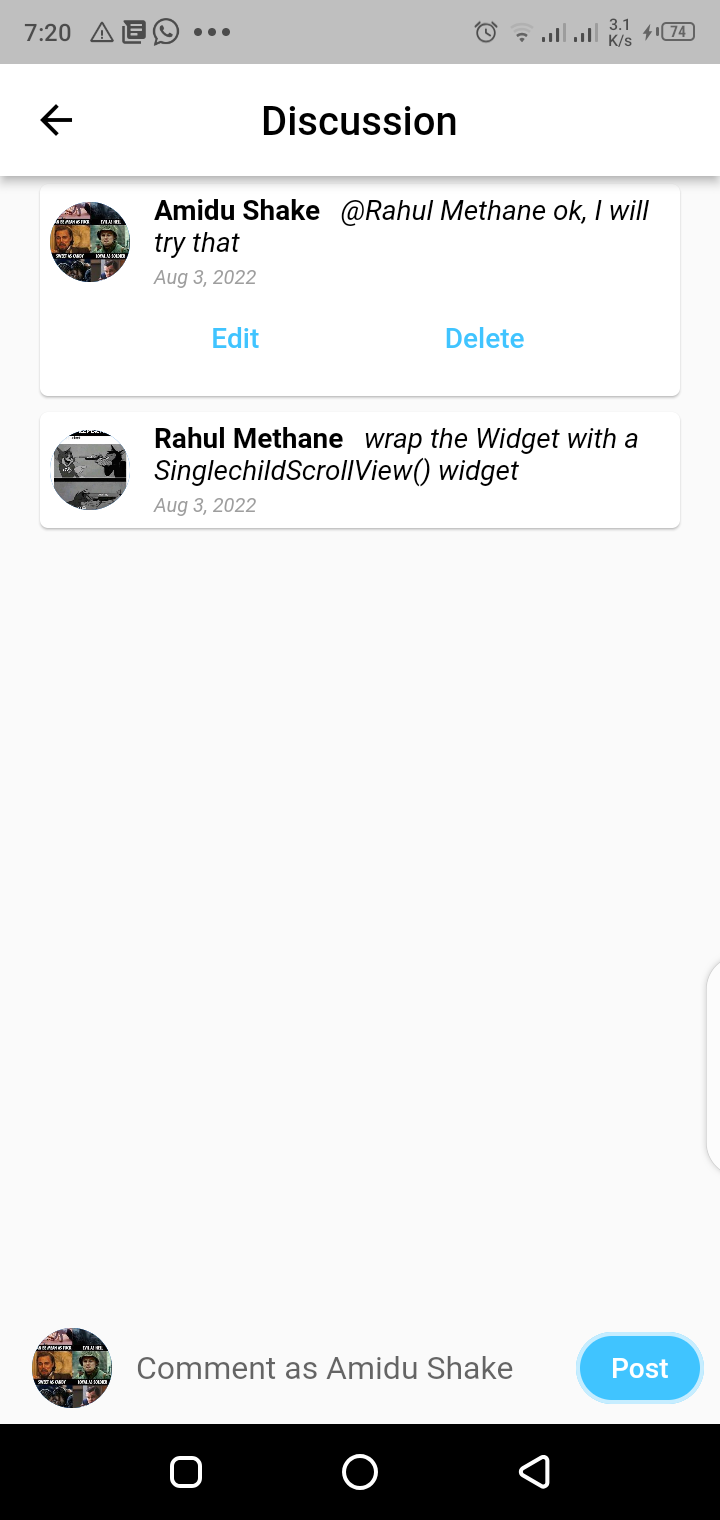 7:20
3.1
K/s
74
Discussion
Amidu Shake @Rahul Methane ok, I will
try that
Aug 3, 2022
Edit Delete
Rahul Methane wrap the Widget with a
SinglechildScrollView() widget
Aug 3, 2022
Comment as Amidu Shake
Post